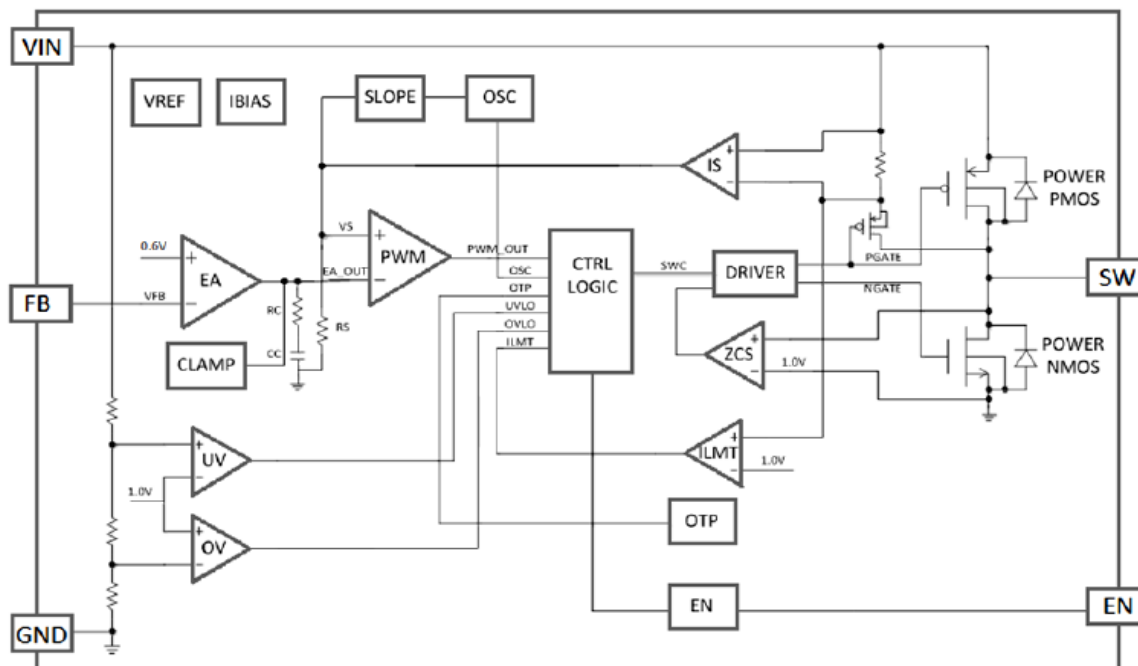 VIN
VREF
IBIAS
SLOPE
OSC
+
IS
-
POWER
PMOS
0.6V
+
EA
-
VFB
FB
VS
+
PWM
EA_OUT
-
PWM_OUT
OSC
OTP
UVLO
OVLO
ILMT
CTRL
LOGIC
SWC
DRIVER
PGATE
NGATE
SW
RC
CC
RS
CLAMP
+
ZCS
-
1.0V
POWER
NMOS
+
UV
-
1.0V
+
OV
-
+
ILMT
-
1.0V
OTP
EN
EN
GND